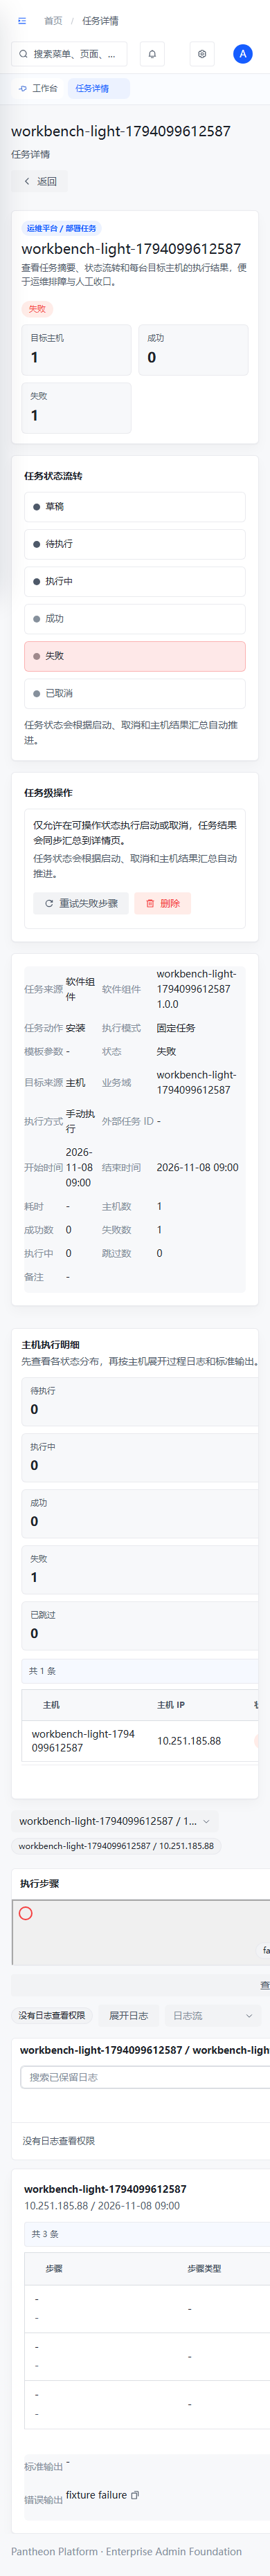 首页 / 任务详情
搜索菜单、页面、...
A
工作台
任务详情
workbench-light-1794099612587
任务详情
返回
运维平台 / 部署任务
workbench-light-1794099612587
查看任务摘要、状态流转和每台目标主机的执行结果，便
于运维排障与人工收口。
失败
目标主机
1
成功
0
失败
1
任务状态流转
草稿
待执行
执行中
成功
失败
已取消
任务状态会根据启动、取消和主机结果汇总自动推
进。
任务级操作
仅允许在可操作状态执行启动或取消，任务结果
会同步汇总到详情页。
任务状态会根据启动、取消和主机结果汇总自动
推进。
重试失败步骤
删除
任务来源 软件组件 软件组件 workbench-light-1794099612587 1.0.0
任务动作 安装 执行模式 固定任务
模板参数 - 状态 失败
目标来源 主机 业务域 workbench-light-1794099612587
执行方式 手动执行 外部任务 ID -
开始时间 2026-11-08 09:00 结束时间 2026-11-08 09:00
耗时 - 主机数 1
成功数 0 失败数 1
执行中 0 跳过数 0
备注 -
主机执行明细
先查看各状态分布，再按主机展开过程日志和标准输出。
待执行
0
执行中
0
成功
0
失败
1
已跳过
0
共 1 条
主机 主机 IP
workbench-light-1794099612587 10.251.185.88
workbench-light-1794099612587 / 1...
workbench-light-1794099612587 / 10.251.185.88
执行步骤
fa
查
没有日志查看权限
展开日志
日志流
workbench-light-1794099612587 / workbench-light
搜索已保留日志
没有日志查看权限
workbench-light-1794099612587
10.251.185.88 / 2026-11-08 09:00
共 3 条
步骤 步骤类型
-
- -
-
- -
-
- -
标准输出 -
错误输出 fixture failure
Pantheon Platform · Enterprise Admin Foundation